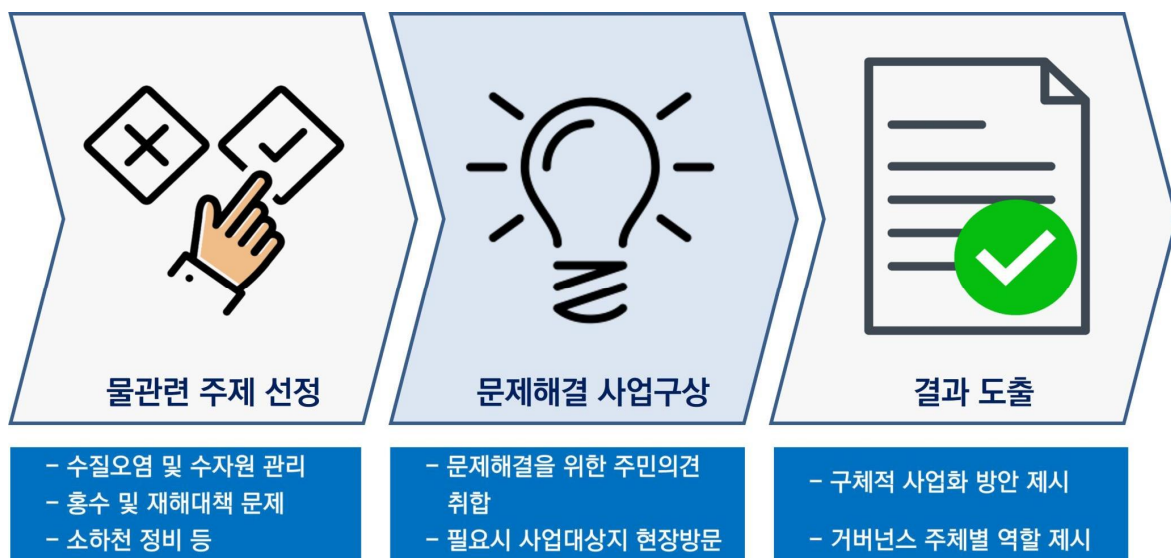 물관련 주제 선정
- 수질오염 및 수자원 관리
- 홍수 및 재해대책 문제
- 소하천 정비 등
문제해결 사업구상
- 문제해결을 위한 주민의견
취합
- 필요시 사업대상지 현장방문
결과 도출
- 구체적 사업화 방안 제시
- 거버넌스 주체별 역할 제시